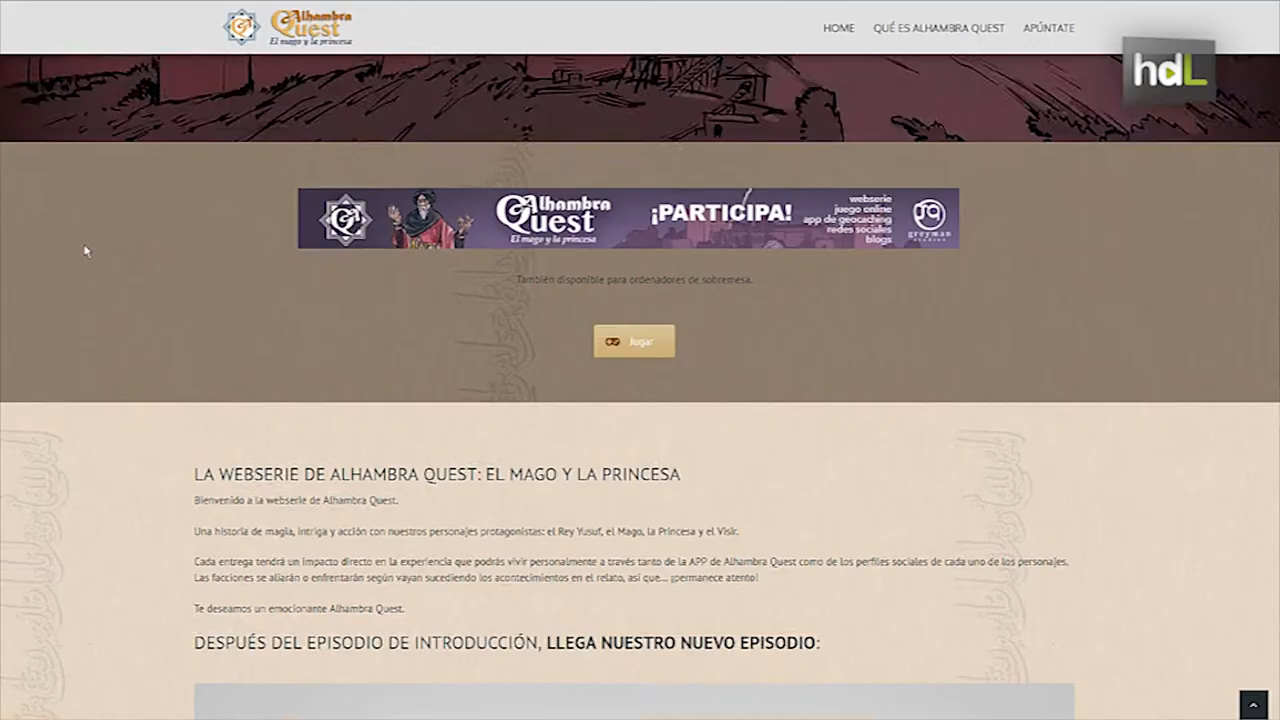 Alhambra
Quest
El mago y la princesa
HOME QUÉ ES ALHAMBRA QUEST APÚNTATE
hdL
Alhambra
Quest
El mago y la princesa
¡PARTICIPA!
webserie
juego online
app de geocaching
redes sociales
blogs
greyman
STUDIOS
También disponible para ordenadores de sobremesa.
Jugar
LA WEBSERIE DE ALHAMBRA QUEST: EL MAGO Y LA PRINCESA
Bienvenido a la webserie de Alhambra Quest.
Una historia de magia, intriga y acción con nuestros personajes protagonistas: el Rey Yusuf, el Mago, la Princesa y el Visir.
Cada entrega tendrá un impacto directo en la experiencia que podrás vivir personalmente a través tanto de la APP de Alhambra Quest como de los perfiles sociales de cada uno de los personajes.
Las facciones se aliarán o enfrentarán según vayan sucediendo los acontecimientos en el relato, así que... ¡permanece atento!
Te deseamos un emocionante Alhambra Quest.
DESPUÉS DEL EPISODIO DE INTRODUCCIÓN, LLEGA NUESTRO NUEVO EPISODIO: